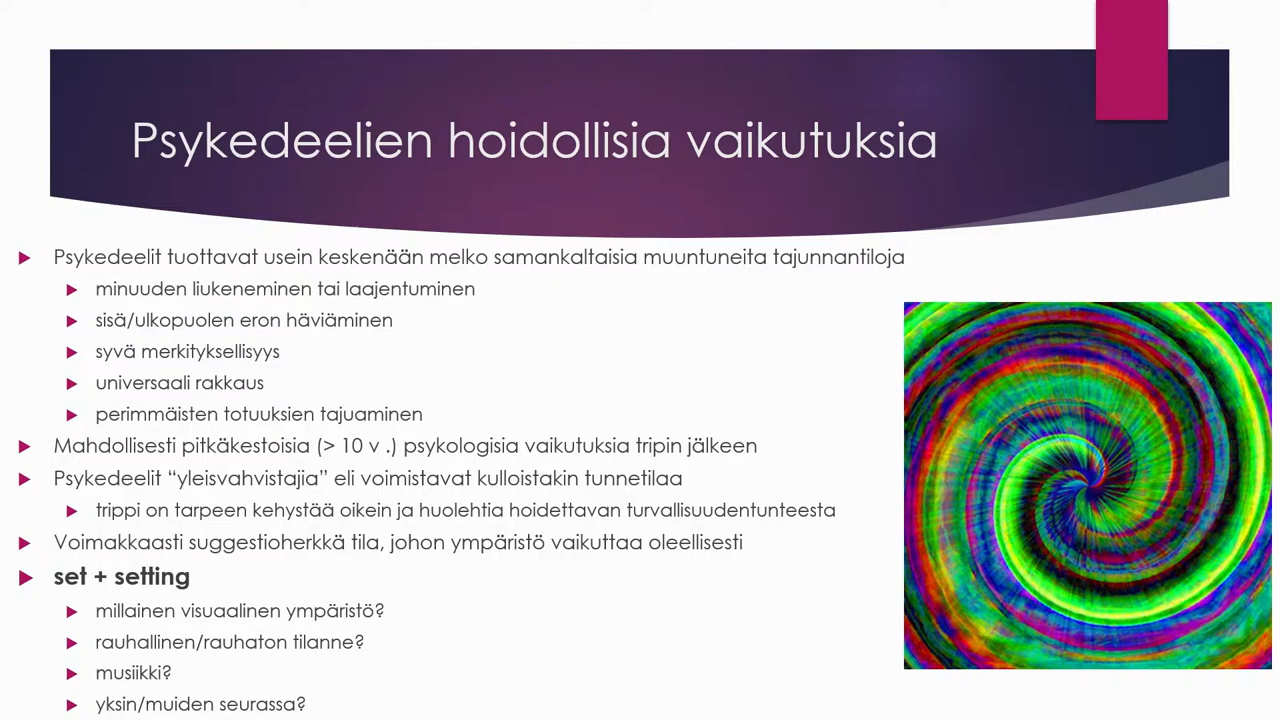 Psykedeelien hoidollisia vaikutuksia
Psykedeelit tuottavat usein keskenään melko samankaltaisia muuntuneita tajunnantiloja
minuuden liukeneminen tai laajentuminen
sisä/ulkopuolen eron häviäminen
syvä merkityksellisyys
universaali rakkaus
perimmäisten totuuksien tajuaminen
Mahdollisesti pitkäkestoisia (> 10 v .) psykologisia vaikutuksia tripin jälkeen
Psykedeelit “yleisvahvistajia” eli voimistavat kulloistakin tunnetilaa
trippi on tarpeen kehystää oikein ja huolehtia hoidettavan turvallisuudentunteesta
Voimakkaasti suggestioherkkä tila, johon ympäristö vaikuttaa oleellisesti
set + setting
millainen visuaalinen ympäristö?
rauhallinen/rauhaton tilanne?
musiikki?
yksin/muiden seurassa?